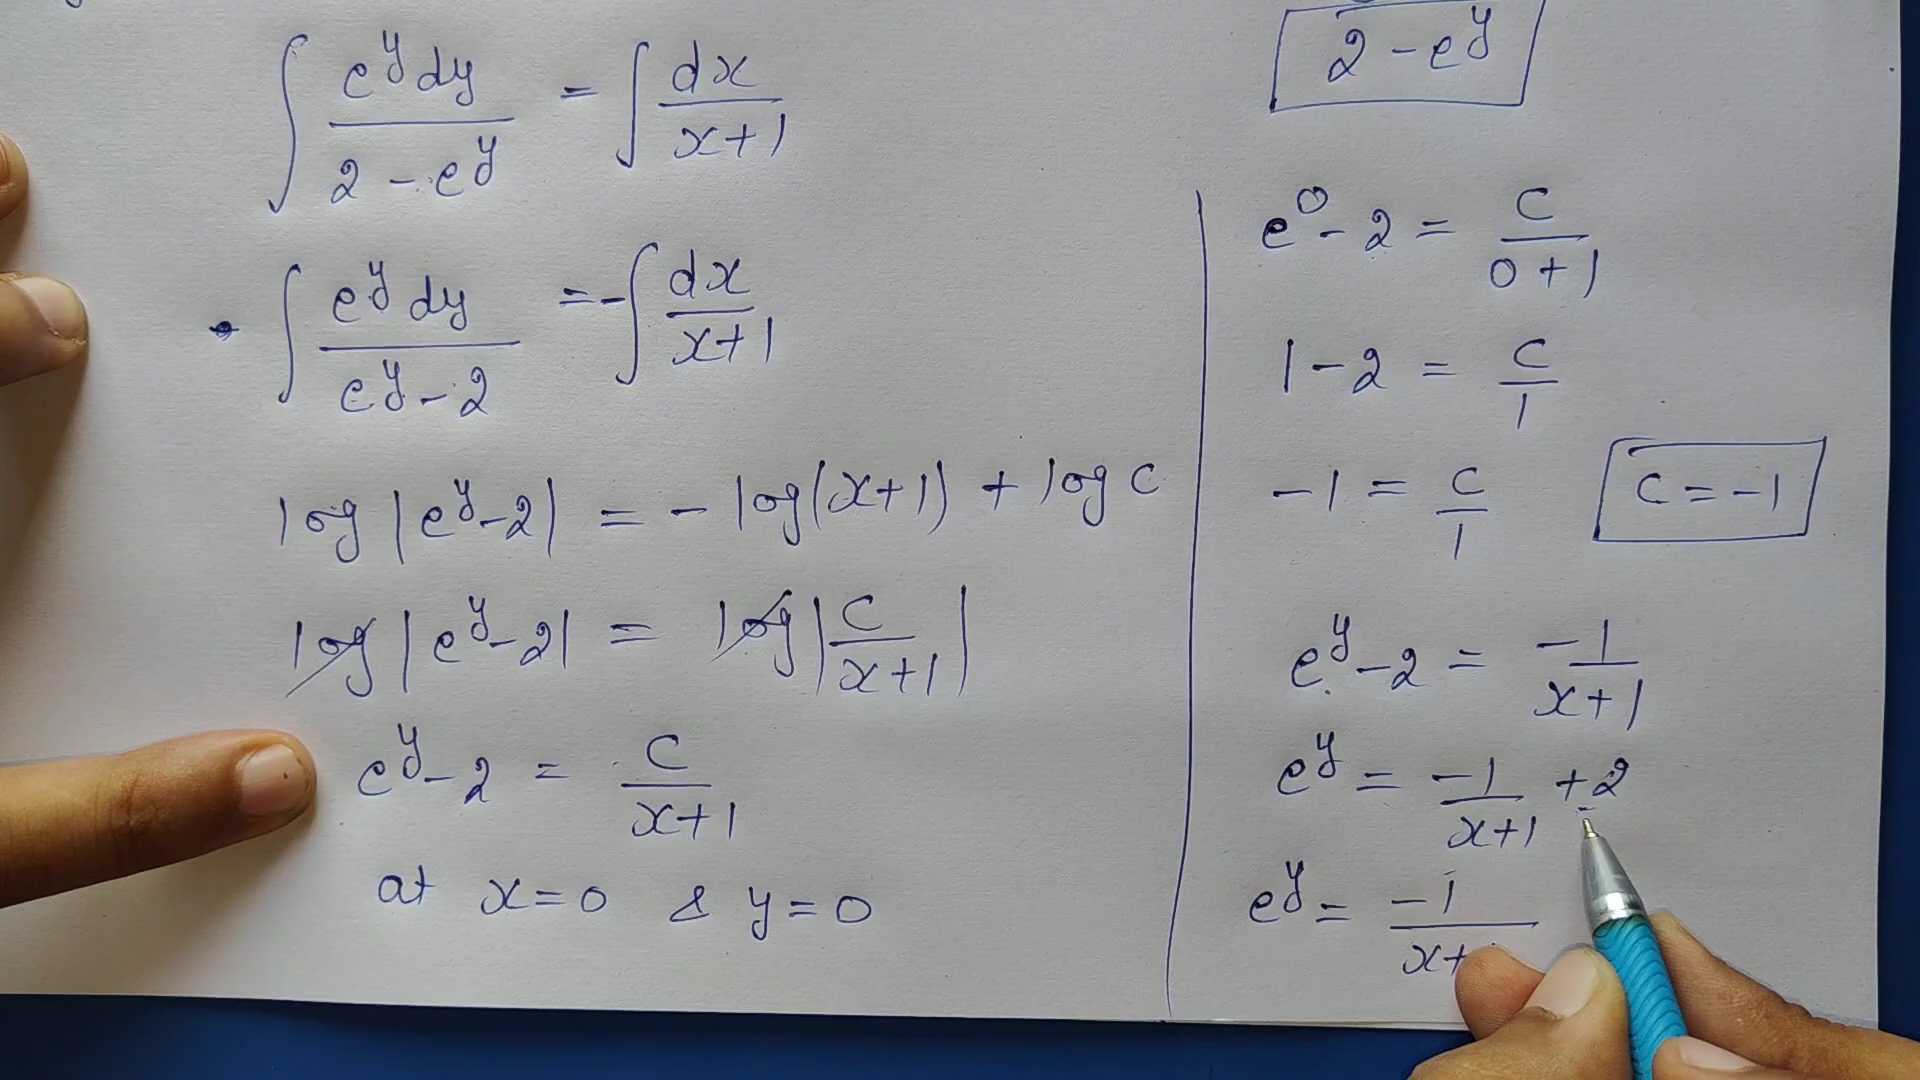 ∫ e^y dy / (2 - e^y) = ∫ dx / (x+1)
∫ e^y dy / (e^y - 2) = -∫ dx / (x+1)
log |e^y - 2| = - log(x+1) + log c
log |e^y - 2| = log |C / (x+1)|
e^y - 2 = C / (x+1)
at x=0 & y=0
2 - e^y
e^0 - 2 = C / (0+1)
1 - 2 = C / 1
-1 = C / 1
C = -1
e^y - 2 = -1 / (x+1)
e^y = -1 / (x+1) + 2
e^y = -1 / (x+